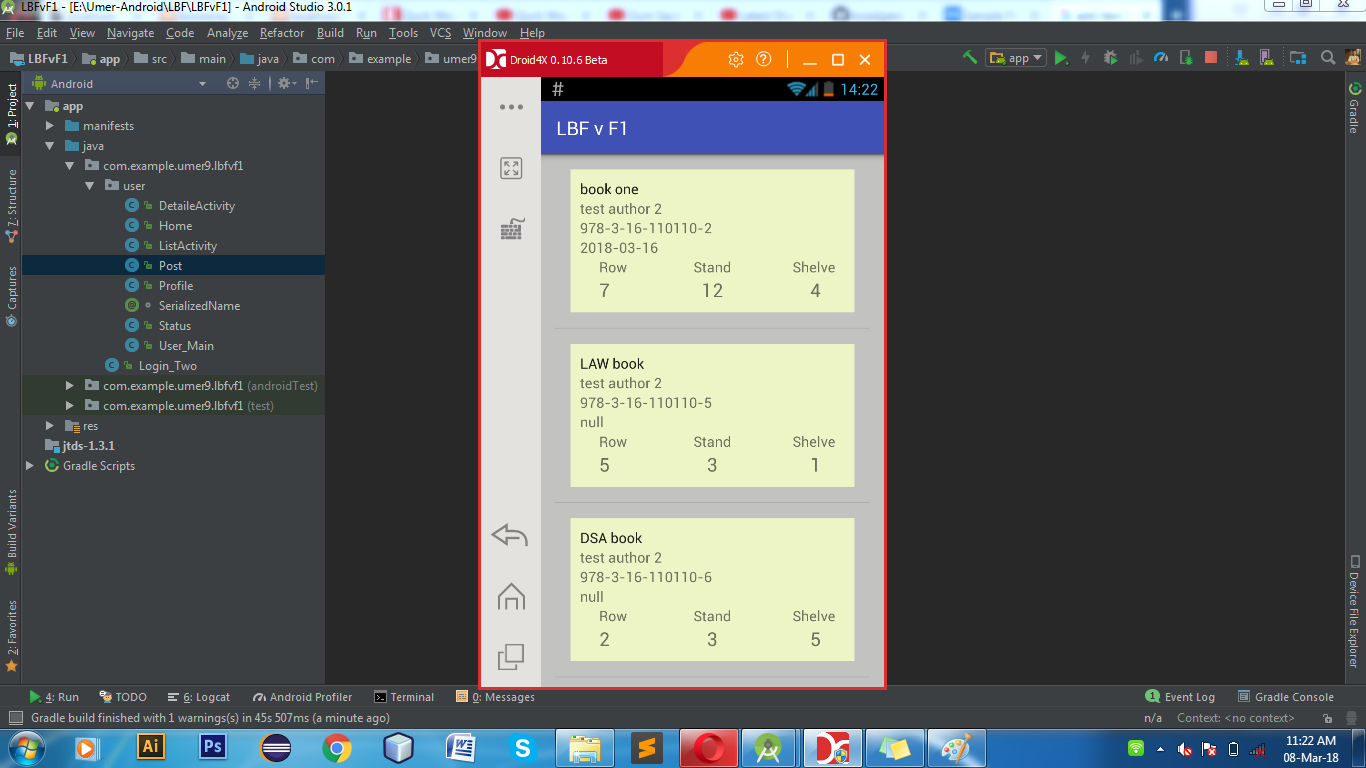 LBFvF1 - [E:\Umer-Android\LBF\LBFvF1] - Android Studio 3.0.1
File Edit View Navigate Code Analyze Refactor Build Run Tools VCS Window Help
LBFvF1 app src main java com example umer9 app
Android
1: Project
7: Structure
Captures
Build Variants
2: Favorites
app
manifests
java
com.example.umer9.lbfvf1
user
DetaileActivity
Home
ListActivity
Post
Profile
SerializedName
Status
User_Main
Login_Two
com.example.umer9.lbfvf1 (androidTest)
com.example.umer9.lbfvf1 (test)
res
jtds-1.3.1
Gradle Scripts
Droid4X 0.10.6 Beta
# 14:22
LBF v F1
book one
test author 2
978-3-16-110110-2
2018-03-16
Row Stand Shelve
7 12 4
LAW book
test author 2
978-3-16-110110-5
null
Row Stand Shelve
5 3 1
DSA book
test author 2
978-3-16-110110-6
null
Row Stand Shelve
2 3 5
Gradle
Device File Explorer
4: Run TODO 6: Logcat Android Profiler Terminal 0: Messages Event Log Gradle Console
Gradle build finished with 1 warnings(s) in 45s 507ms (a minute ago) n/a Context: <no context>
Ai Ps W S
11:22 AM
08-Mar-18